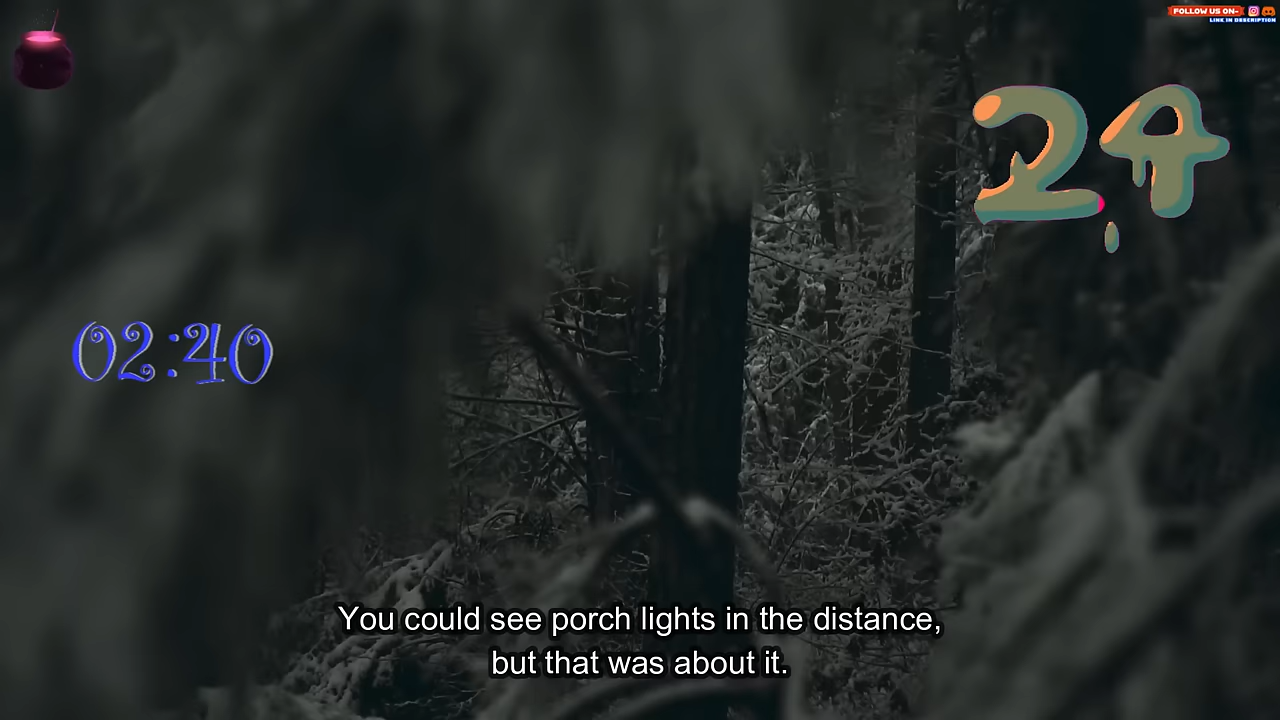 FOLLOW US ON-
LINK IN DESCRIPTION
24
02:40
You could see porch lights in the distance,
but that was about it.